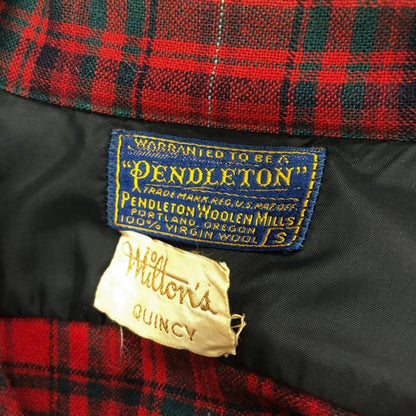 WARRANTED TO BE A
"PENDLETON"
TRADE MARK REG. U.S. PAT. OFF.
PENDLETON WOOLEN MILLS
PORTLAND, OREGON
100% VIRGIN WOOL S
Milton's
QUINCY